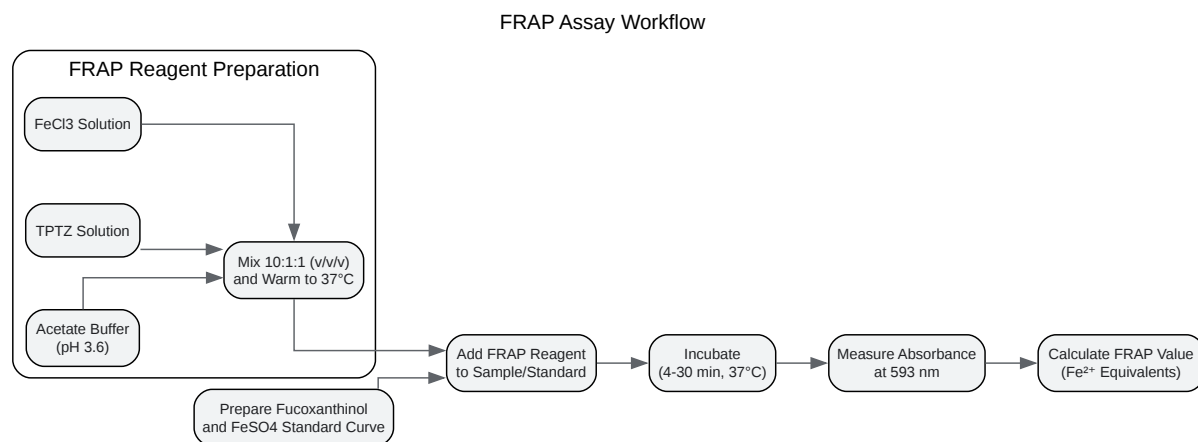 FRAP Assay Workflow
FRAP Reagent Preparation
FeCl3 Solution
TPTZ Solution
Mix 10:1:1 (v/v/v)
and Warm to 37°C
Acetate Buffer
(pH 3.6)
Add FRAP Reagent
to Sample/Standard
Incubate
(4-30 min, 37°C)
Measure Absorbance
at 593 nm
Calculate FRAP Value
(Fe²⁺ Equivalents)
Prepare Fucoxanthinol
and FeSO4 Standard Curve